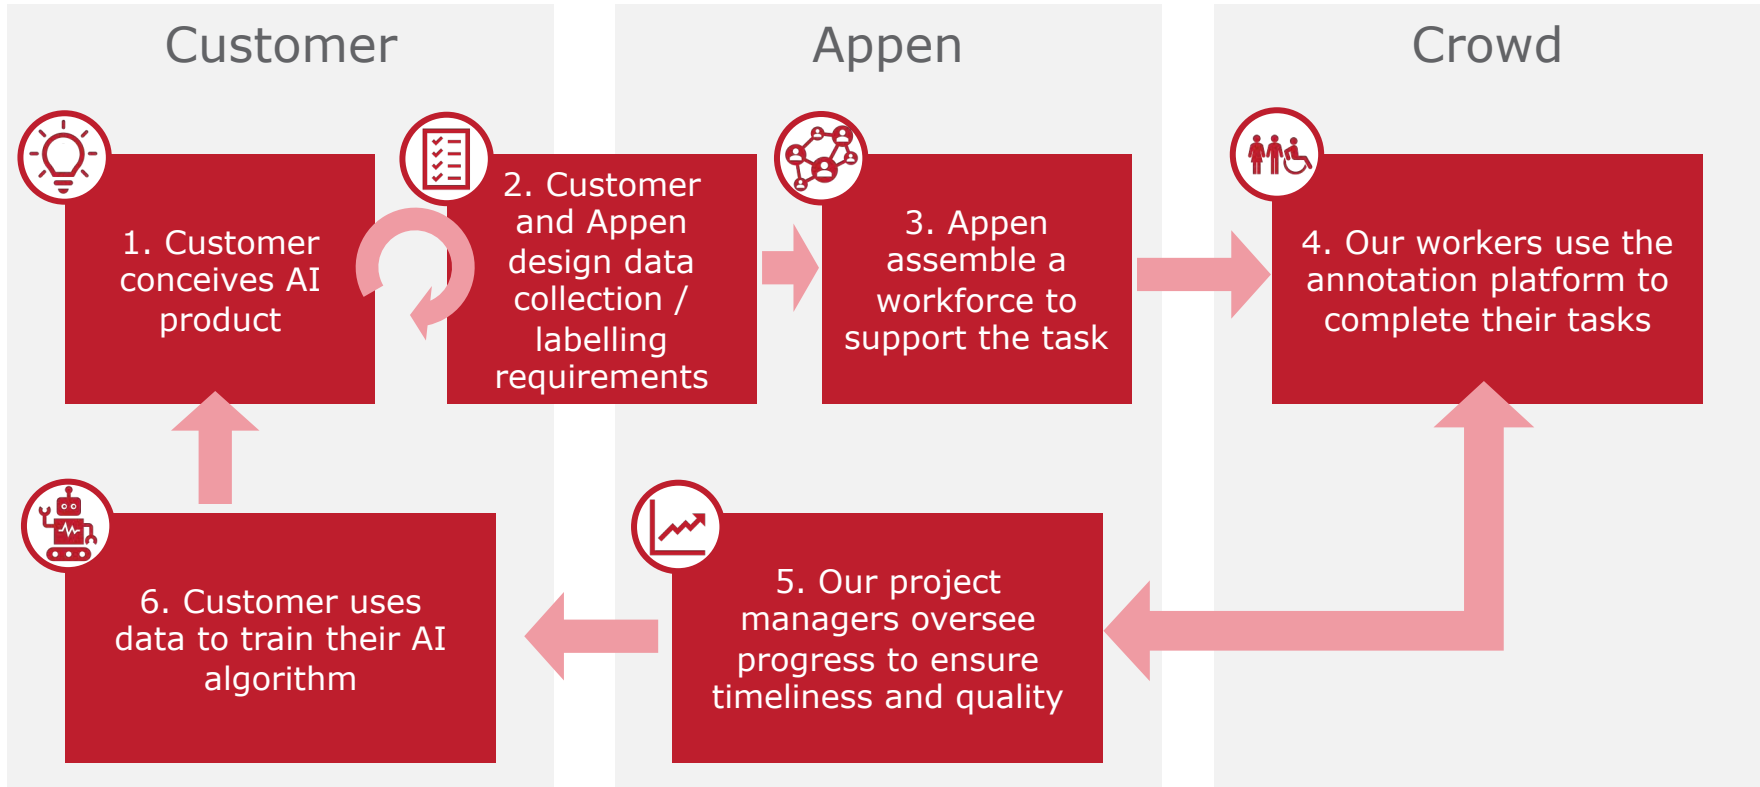 Customer
Appen
Crowd
1. Customer
conceives AI
product
2. Customer
and Appen
design data
collection /
labelling
requirements
3. Appen
assemble a
workforce to
support the task
4. Our workers use the
annotation platform to
complete their tasks
5. Our project
managers oversee
progress to ensure
timeliness and quality
6. Customer uses
data to train their AI
algorithm